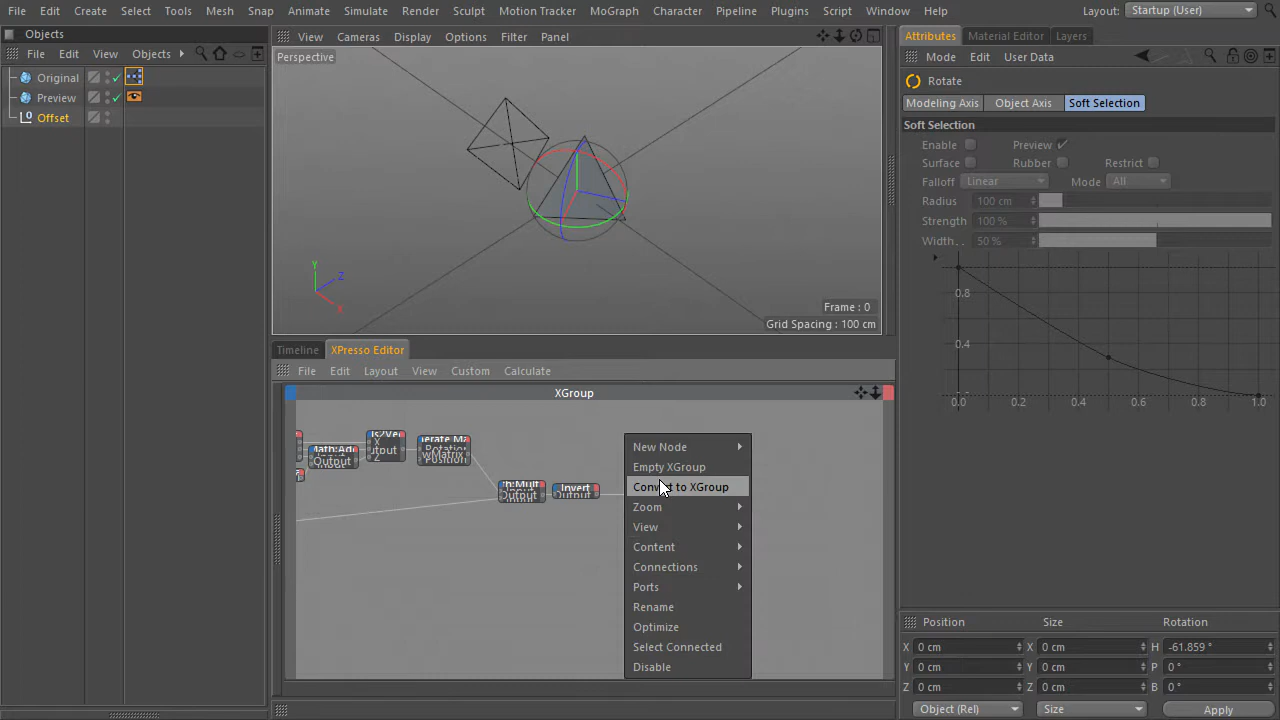 File Edit Create Select Tools Mesh Snap Animate Simulate Render Sculpt Motion Tracker MoGraph Character Pipeline Plugins Script Window Help Layout: Startup (User)
Objects
File Edit View Objects
Original
Preview
Offset
View Cameras Display Options Filter Panel
Perspective
Y
Z
X
Frame : 0
Grid Spacing : 100 cm
Timeline XPresso Editor
File Edit Layout View Custom Calculate
XGroup
Math:Add
Output
X
Z
Rotation
Position
Output
Invert
Output
New Node
Empty XGroup
Convert to XGroup
Zoom
View
Content
Connections
Ports
Rename
Optimize
Select Connected
Disable
Attributes Material Editor Layers
Mode Edit User Data
Rotate
Modeling Axis Object Axis Soft Selection
Soft Selection
Enable Preview
Surface Rubber Restrict
Falloff Linear Mode All
Radius 100 cm
Strength 100 %
Width. . 50 %
0.8
0.4
0.0 0.2 0.4 0.6 0.8 1.0
Position Size Rotation
X 0 cm X 0 cm H -61.859 °
Y 0 cm Y 0 cm P 0 °
Z 0 cm Z 0 cm B 0 °
Object (Rel) Size Apply